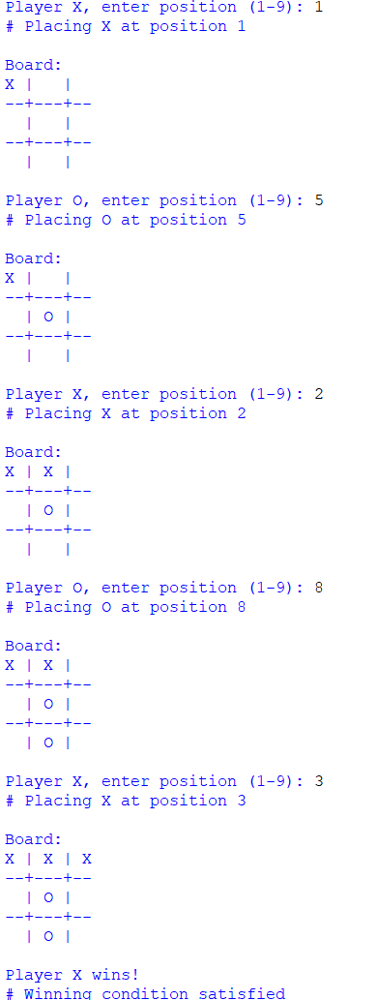 Player X, enter position (1-9): 1
# Placing X at position 1

Board:
X |   |
--+---+--
  |   |
--+---+--
  |   |

Player O, enter position (1-9): 5
# Placing O at position 5

Board:
X |   |
--+---+--
  | O |
--+---+--
  |   |

Player X, enter position (1-9): 2
# Placing X at position 2

Board:
X | X |
--+---+--
  | O |
--+---+--
  |   |

Player O, enter position (1-9): 8
# Placing O at position 8

Board:
X | X |
--+---+--
  | O |
--+---+--
  | O |

Player X, enter position (1-9): 3
# Placing X at position 3

Board:
X | X | X
--+---+--
  | O |
--+---+--
  | O |

Player X wins!
# Winning condition satisfied